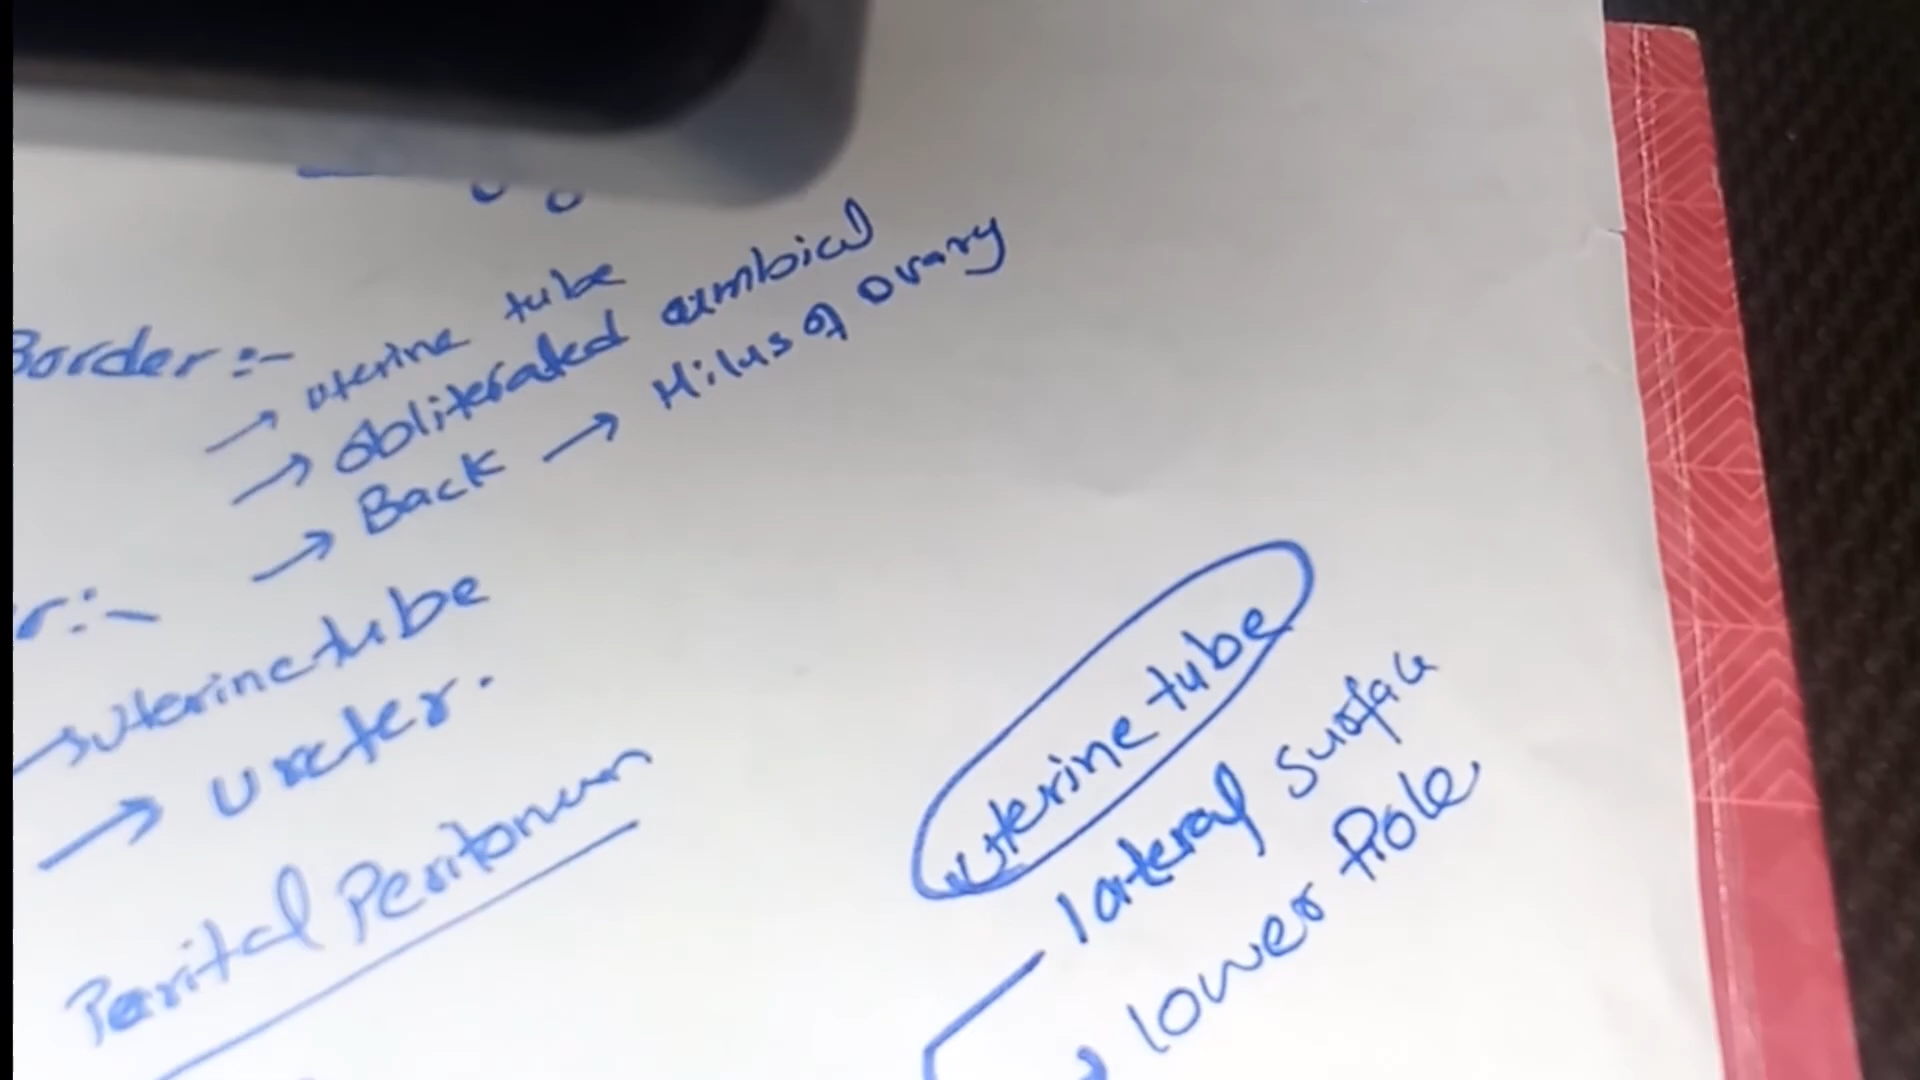 Border:-
→ uterine tube
→ obliterated umbical
→ Back → Hilus of ovary
r:-
→ uterine tube
→ ureter.
Parital Peritonum
uterine tube
lateral surface
lower Pole